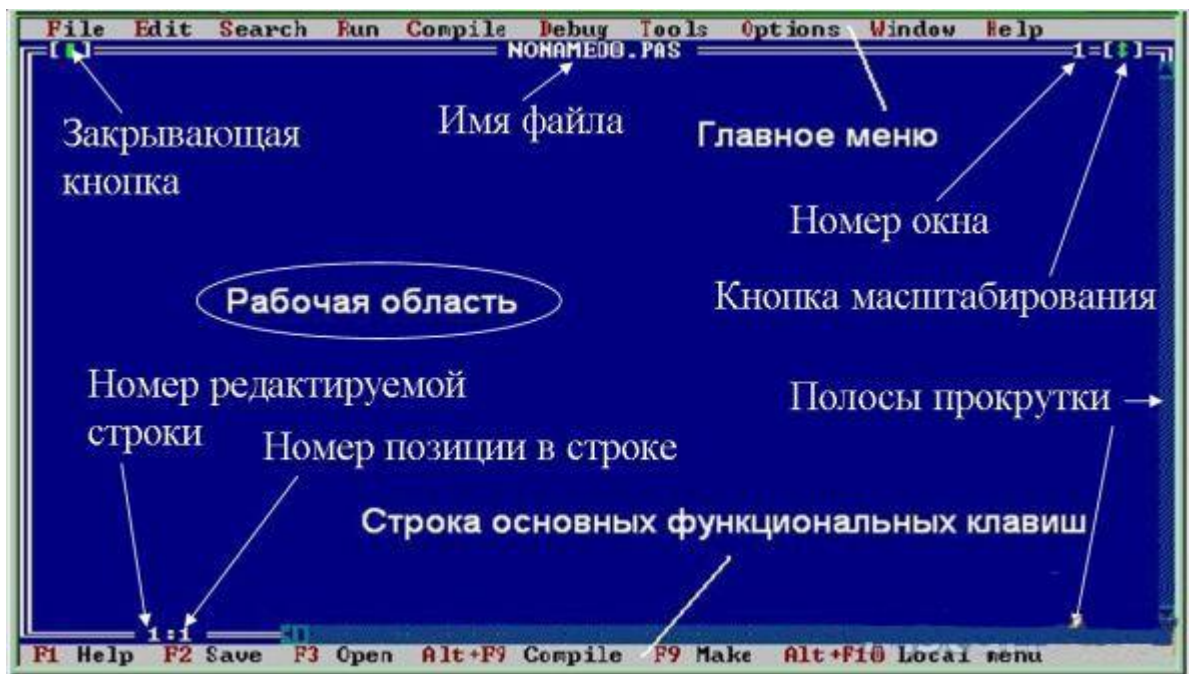 File Edit Search Run Compile Debug Tools Options Window Help
[ ] NONAME00.PAS 1=[↕]
Закрывающая
кнопка
Имя файла
Главное меню
Номер окна
Рабочая область
Кнопка масштабирования
Номер редактируемой
строки
Номер позиции в строке
Полосы прокрутки
Строка основных функциональных клавиш
1:1
F1 Help F2 Save F3 Open Alt+F9 Compile F9 Make Alt+F10 Local menu